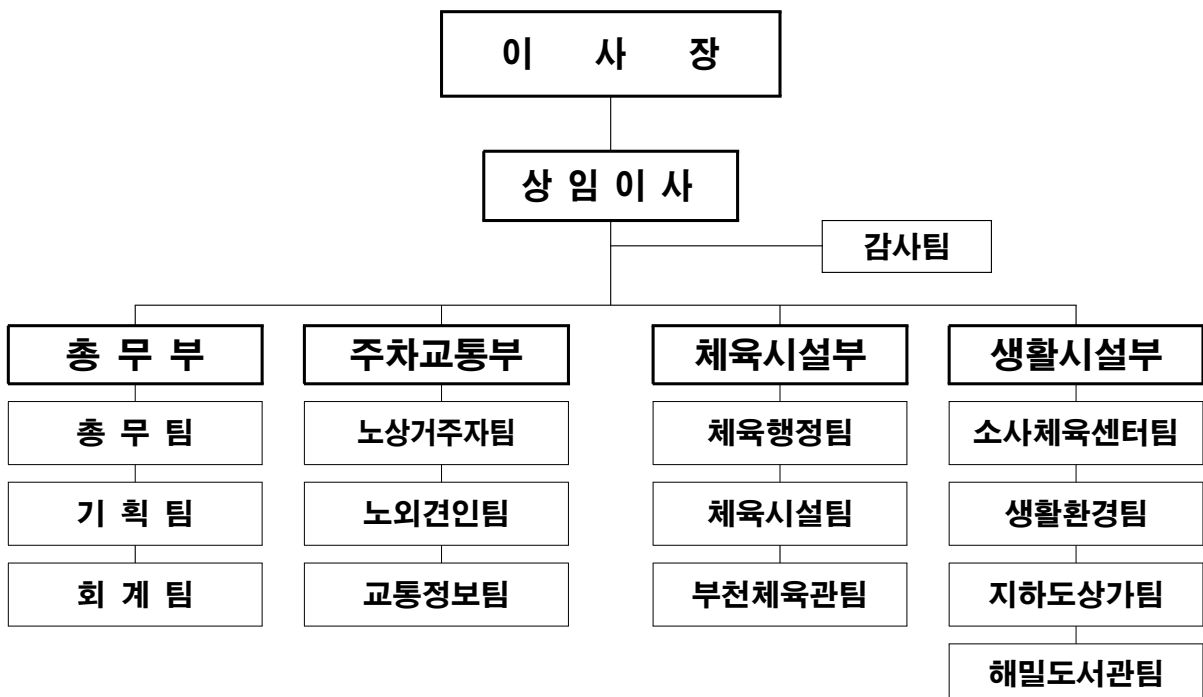 이 사 장
상 임 이 사
감사팀
총 무 부 주차교통부 체육시설부 생활시설부
총 무 팀 노상거주자팀 체육행정팀 소사체육센터팀
기 획 팀 노외견인팀 체육시설팀 생활환경팀
회 계 팀 교통정보팀 부천체육관팀 지하도상가팀
해밀도서관팀